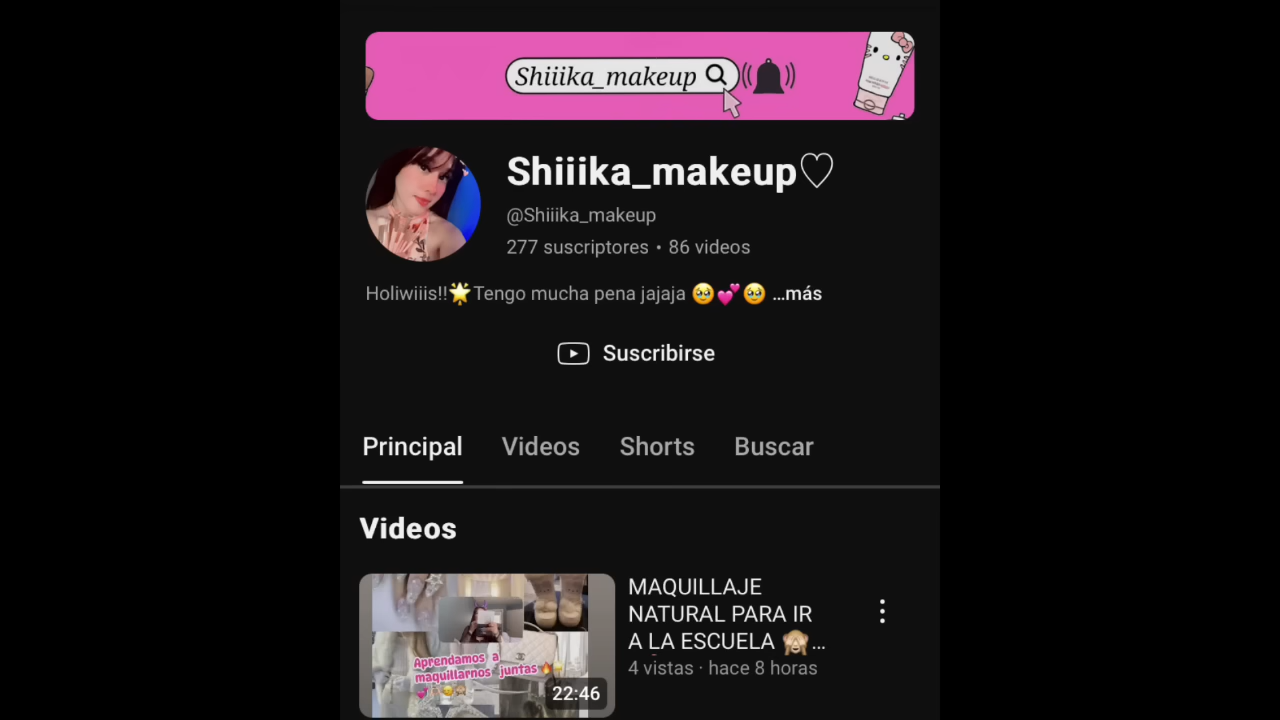 Shiiika_makeup
Shiiika_makeup♡
@Shiiika_makeup
277 suscriptores • 86 videos
Holiwiiis!!🌟Tengo mucha pena jajaja 🥹💕🥹 ...más
Suscribirse
Principal Videos Shorts Buscar
Videos
MAQUILLAJE
NATURAL PARA IR
A LA ESCUELA 🙈...
4 vistas · hace 8 horas
Aprendamos a
maquillarnos juntas
22:46